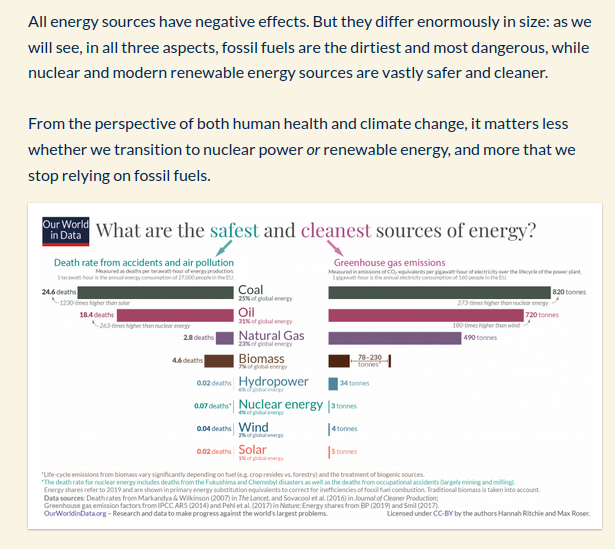 All energy sources have negative effects. But they differ enormously in size: as we
will see, in all three aspects, fossil fuels are the dirtiest and most dangerous, while
nuclear and modern renewable energy sources are vastly safer and cleaner.
From the perspective of both human health and climate change, it matters less
whether we transition to nuclear power or renewable energy, and more that we
stop relying on fossil fuels.
Our World
in Data
What are the safest and cleanest sources of energy?
Death rate from accidents and air pollution
Measured as deaths per terawatt-hour of energy production.
1 terawatt-hour is the annual energy consumption of 27,000 people in the EU.
Greenhouse gas emissions
Measured in emissions of CO₂-equivalents per gigawatt-hour of electricity over the lifecycle of the power plant.
1 gigawatt-hour is the annual electricity consumption of 160 people in the EU.
24.6 deaths
Coal
25% of global energy
820 tonnes
1230-times higher than solar
273-times higher than nuclear energy
18.4 deaths
Oil
31% of global energy
720 tonnes
263-times higher than nuclear energy
180-times higher than wind
2.8 deaths
Natural Gas
23% of global energy
490 tonnes
4.6 deaths
Biomass
7% of global energy
78-230
tonnes*
0.02 deaths
Hydropower
6% of global energy
34 tonnes
0.07 deaths*
Nuclear energy
4% of global energy
3 tonnes
0.04 deaths
Wind
2% of global energy
4 tonnes
0.02 deaths
Solar
1% of global energy
5 tonnes
*Life-cycle emissions from biomass vary significantly depending on fuel (e.g. crop resides vs. forestry) and the treatment of biogenic sources.
*The death rate for nuclear energy includes deaths from the Fukushima and Chernobyl disasters as well as the deaths from occupational accidents (largely mining and milling).
Energy shares refer to 2019 and are shown in primary energy substitution equivalents to correct for inefficiencies of fossil fuel combustion. Traditional biomass is taken into account.
Data sources: Death rates from Markandya & Wilkinson (2007) in The Lancet, and Sovacool et al. (2016) in Journal of Cleaner Production;
Greenhouse gas emission factors from IPCC AR5 (2014) and Pehl et al. (2017) in Nature; Energy shares from BP (2019) and Smil (2017).
OurWorldinData.org – Research and data to make progress against the world's largest problems.
Licensed under CC-BY by the authors Hannah Ritchie and Max Roser.